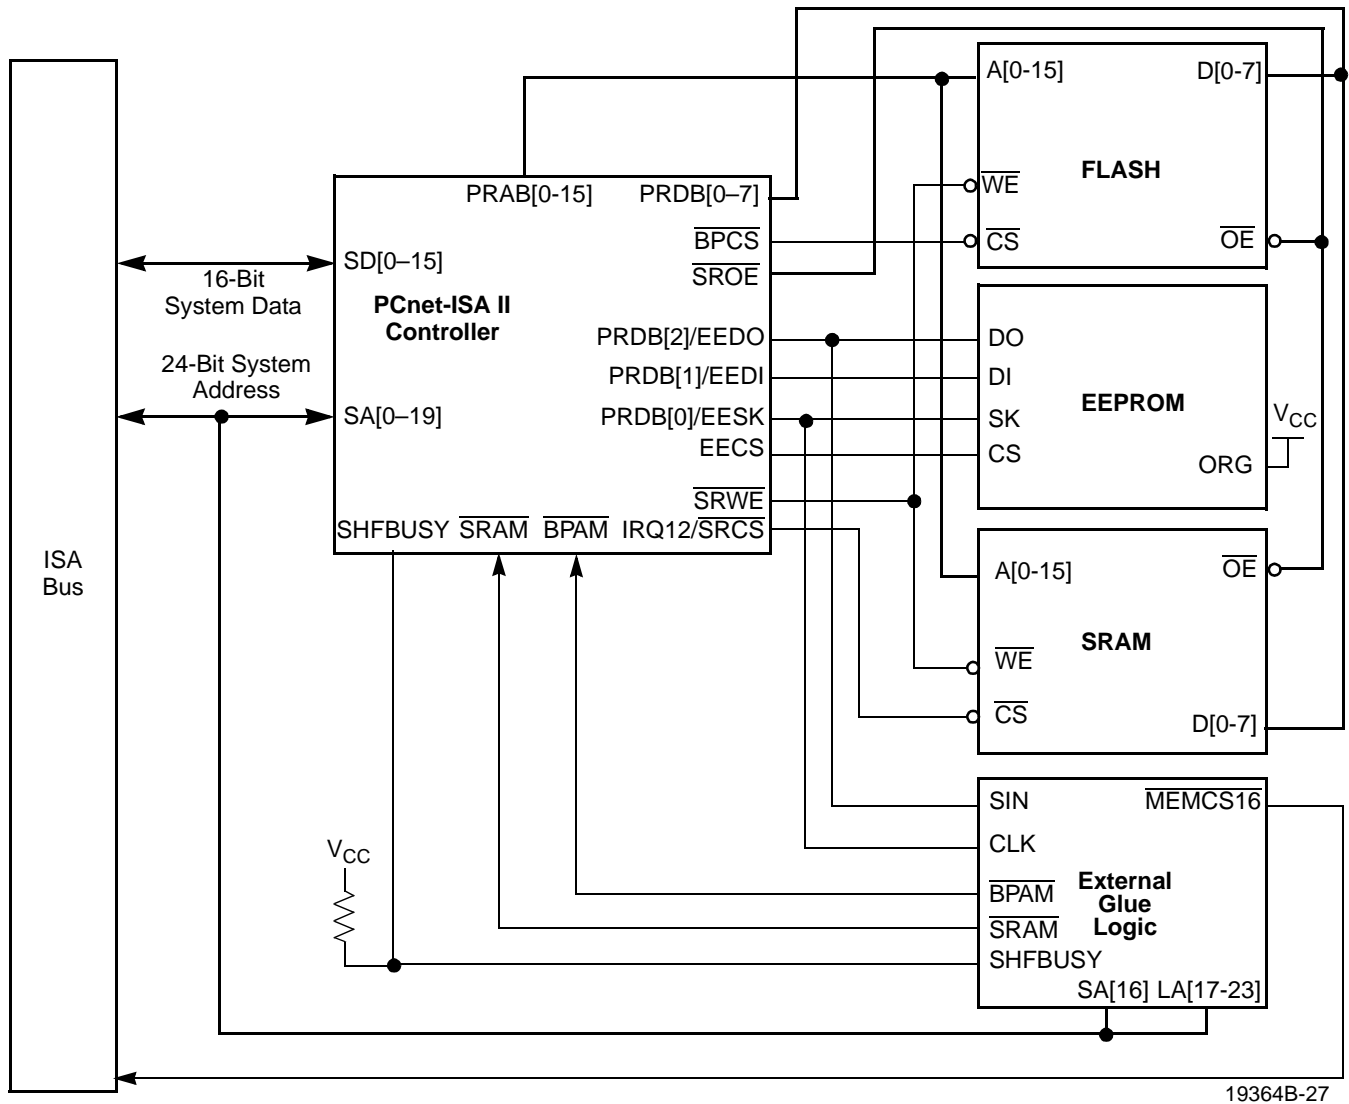 ISA
Bus
16-Bit
System Data
24-Bit System
Address
PRAB[0-15]
PRDB[0–7]
SD[0–15]
PCnet-ISA II
Controller
SA[0–19]
BPCS
SROE
PRDB[2]/EEDO
PRDB[1]/EEDI
PRDB[0]/EESK
EECS
SRWE
SHFBUSY
SRAM
BPAM
IRQ12/SRCS
A[0-15]
D[0-7]
FLASH
WE
CS
OE
DO
DI
EEPROM
SK
CS
ORG
VCC
A[0-15]
OE
SRAM
WE
CS
D[0-7]
SIN
MEMCS16
CLK
External
Glue
Logic
BPAM
SRAM
SHFBUSY
SA[16]
LA[17-23]
VCC
19364B-27